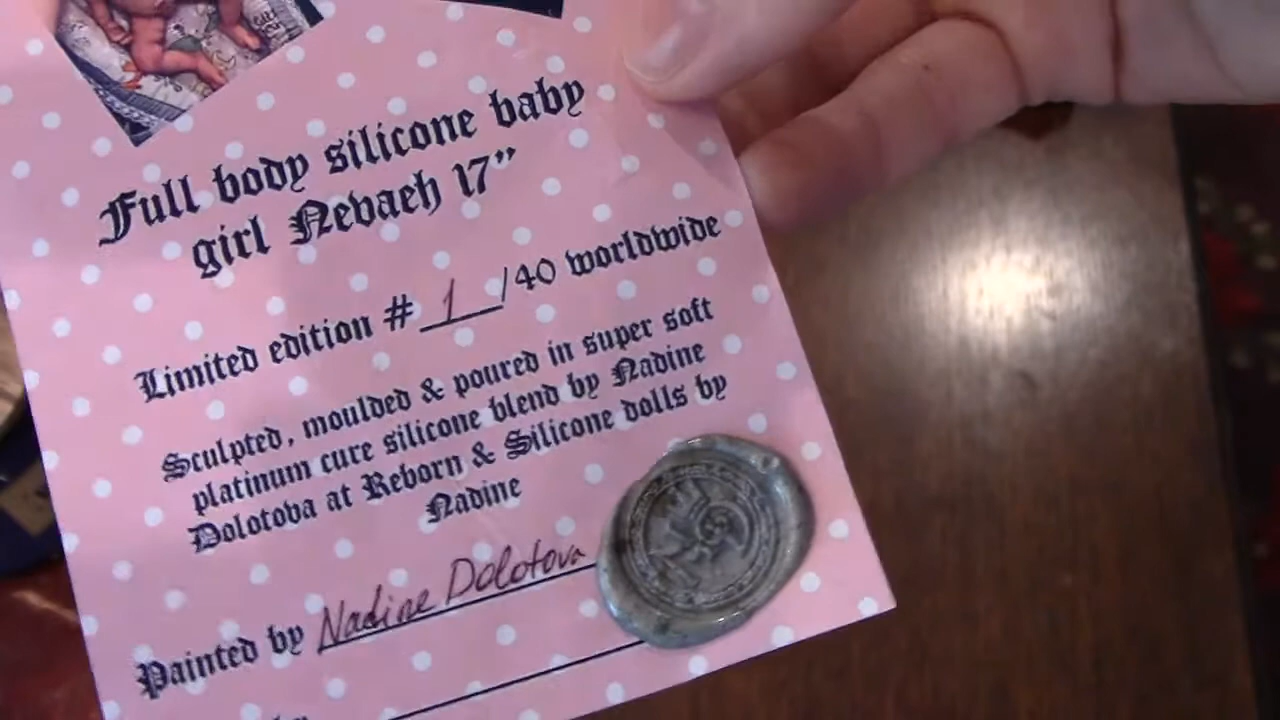 Full body silicone baby
girl Nevaeh 17"
Limited edition # 1 /40 worldwide
Sculpted, moulded & poured in super soft
platinum cure silicone blend by Nadine
Dolotova at Reborn & Silicone dolls by
Nadine
Painted by Nadine Dolotova
by